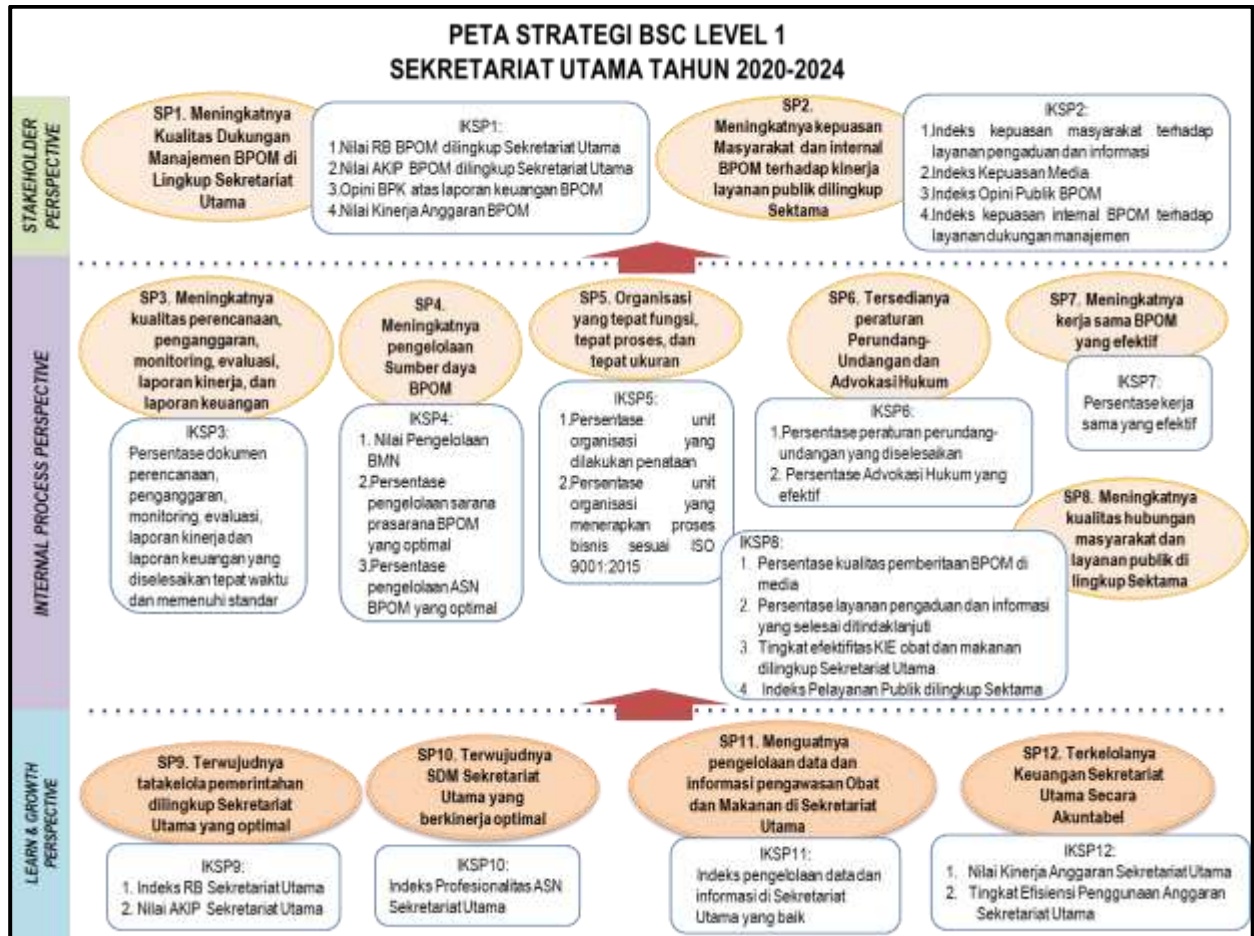 PETA STRATEGI BSC LEVEL 1
SEKRETARIAT UTAMA TAHUN 2020-2024
STAKEHOLDER
PERSPECTIVE
SP1. Meningkatnya
Kualitas Dukungan
Manajemen BPOM di
Lingkup Sekretariat
Utama
IKSP1:
1.Nilai RB BPOM dilingkup Sekretariat Utama
2.Nilai AKIP BPOM dilingkup Sekretariat Utama
3.Opini BPK atas laporan keuangan BPOM
4.Nilai Kinerja Anggaran BPOM
SP2.
Meningkatnya kepuasan
Masyarakat dan internal
BPOM terhadap kinerja
layanan publik dilingkup
Sektama
IKSP2:
1.Indeks kepuasan masyarakat terhadap
layanan pengaduan dan informasi
2.Indeks Kepuasan Media
3.Indeks Opini Publik BPOM
4.Indeks kepuasan internal BPOM terhadap
layanan dukungan manajemen
INTERNAL PROCESS PERSPECTIVE
SP3. Meningkatnya
kualitas perencanaan,
penganggaran,
monitoring, evaluasi,
laporan kinerja, dan
laporan keuangan
IKSP3:
Persentase dokumen
perencanaan,
penganggaran,
monitoring, evaluasi,
laporan kinerja dan
laporan keuangan yang
diselesaikan tepat waktu
dan memenuhi standar
SP4.
Meningkatnya
pengelolaan
Sumber daya
BPOM
IKSP4:
1. Nilai Pengelolaan
BMN
2.Persentase
pengelolaan sarana
prasarana BPOM
yang optimal
3.Persentase
pengelolaan ASN
BPOM yang optimal
SP5. Organisasi
yang tepat fungsi,
tepat proses, dan
tepat ukuran
IKSP5:
1.Persentase unit
organisasi yang
dilakukan penataan
2.Persentase unit
organisasi yang
menerapkan proses
bisnis sesuai ISO
9001:2015
SP6. Tersedianya
peraturan
Perundang-
Undangan dan
Advokasi Hukum
IKSP6:
1.Persentase peraturan perundang-
undangan yang diselesaikan
2. Persentase Advokasi Hukum yang
efektif
SP7. Meningkatnya
kerja sama BPOM
yang efektif
IKSP7:
Persentase kerja
sama yang efektif
SP8. Meningkatnya
kualitas hubungan
masyarakat dan
layanan publik di
lingkup Sektama
IKSP8:
1. Persentase kualitas pemberitaan BPOM di
media
2. Persentase layanan pengaduan dan informasi
yang selesai ditindaklanjuti
3. Tingkat efektifitas KIE obat dan makanan
dilingkup Sekretariat Utama
4. Indeks Pelayanan Publik dilingkup Sektama
LEARN & GROWTH
PERSPECTIVE
SP9. Terwujudnya
tatakelola pemerintahan
dilingkup Sekretariat
Utama yang optimal
IKSP9:
1. Indeks RB Sekretariat Utama
2. Nilai AKIP Sekretariat Utama
SP10. Terwujudnya
SDM Sekretariat
Utama yang
berkinerja optimal
IKSP10:
Indeks Profesionalitas ASN
Sekretariat Utama
SP11. Menguatnya
pengelolaan data dan
informasi pengawasan Obat
dan Makanan di Sekretariat
Utama
IKSP11:
Indeks pengelolaan data dan
informasi di Sekretariat
Utama yang baik
SP12. Terkelolanya
Keuangan Sekretariat
Utama Secara
Akuntabel
IKSP12:
1. Nilai Kinerja Anggaran Sekretariat Utama
2. Tingkat Efisiensi Penggunaan Anggaran
Sekretariat Utama